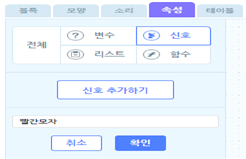 블록 모양 소리 속성 테이블
전체 변수 신호
리스트 함수
신호 추가하기
빨간모자
취소 확인